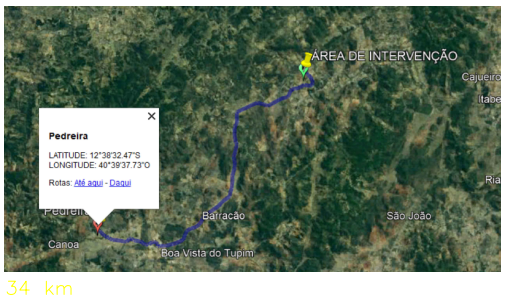 ÁREA DE INTERVENÇÃO
Cajueiro
Itabe
Pedreira
LATITUDE: 12°38'32.47"S
LONGITUDE: 40°39'37.73"O
Rotas: Até aqui - Daqui
Ria
Pedreira
Barracão
São João
Canoa
Boa Vista do Tupim
34 km